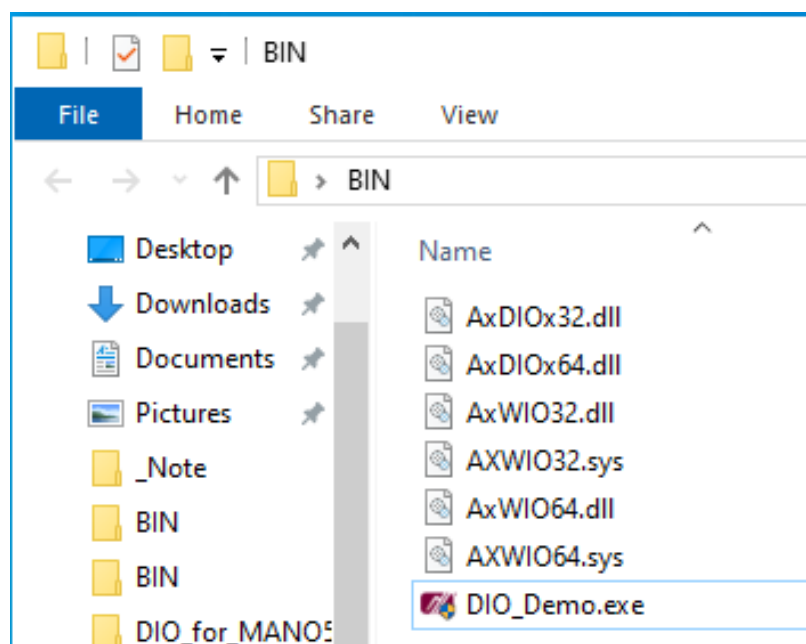 BIN
File Home Share View
BIN
Desktop
Downloads
Documents
Pictures
_Note
BIN
BIN
DIO_for_MANO5
Name
AxDIOx32.dll
AxDIOx64.dll
AxWIO32.dll
AXWIO32.sys
AxWIO64.dll
AXWIO64.sys
DIO_Demo.exe